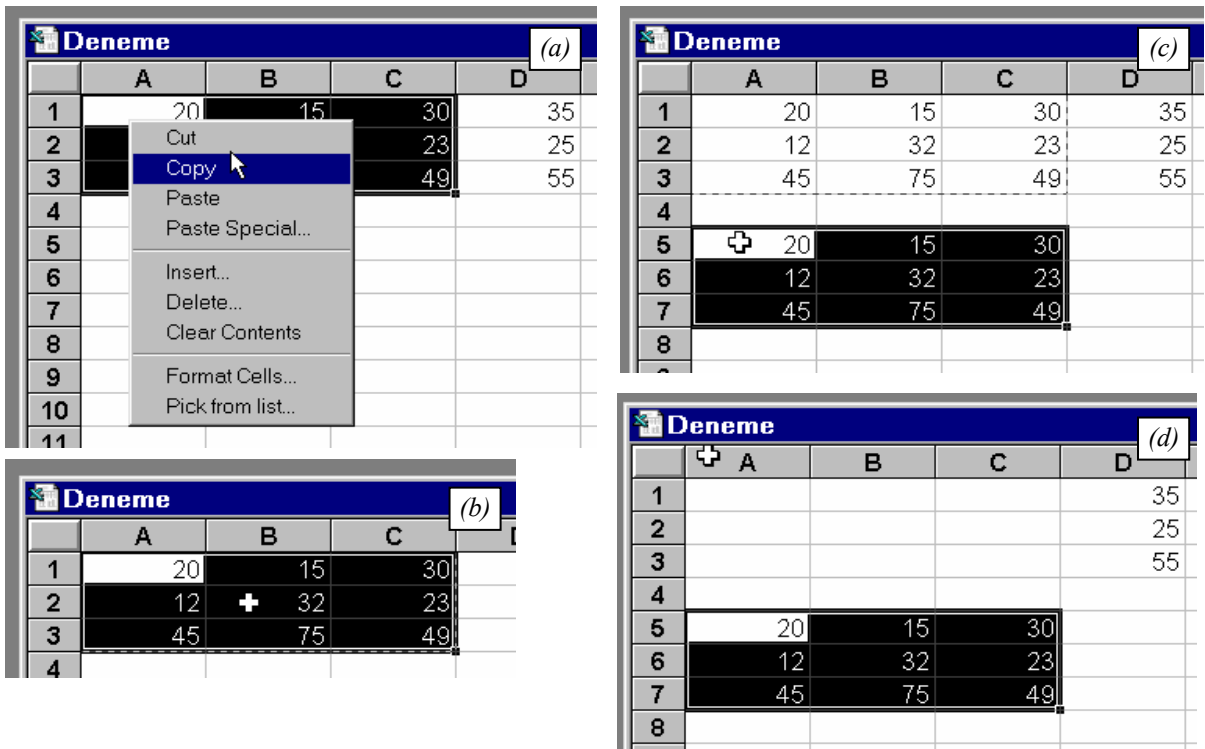 Deneme (a)
A B C D
1 20 15 30 35
2 23 25
3 49 55
4
5
6
7
8
9
10
11
Cut
Copy
Paste
Paste Special...
Insert...
Delete...
Clear Contents
Format Cells...
Pick from list...
Deneme (b)
A B C
1 20 15 30
2 12 32 23
3 45 75 49
4
Deneme (c)
A B C D
1 20 15 30 35
2 12 32 23 25
3 45 75 49 55
4
5 20 15 30
6 12 32 23
7 45 75 49
8
Deneme (d)
A B C D
1 35
2 25
3 55
4
5 20 15 30
6 12 32 23
7 45 75 49
8